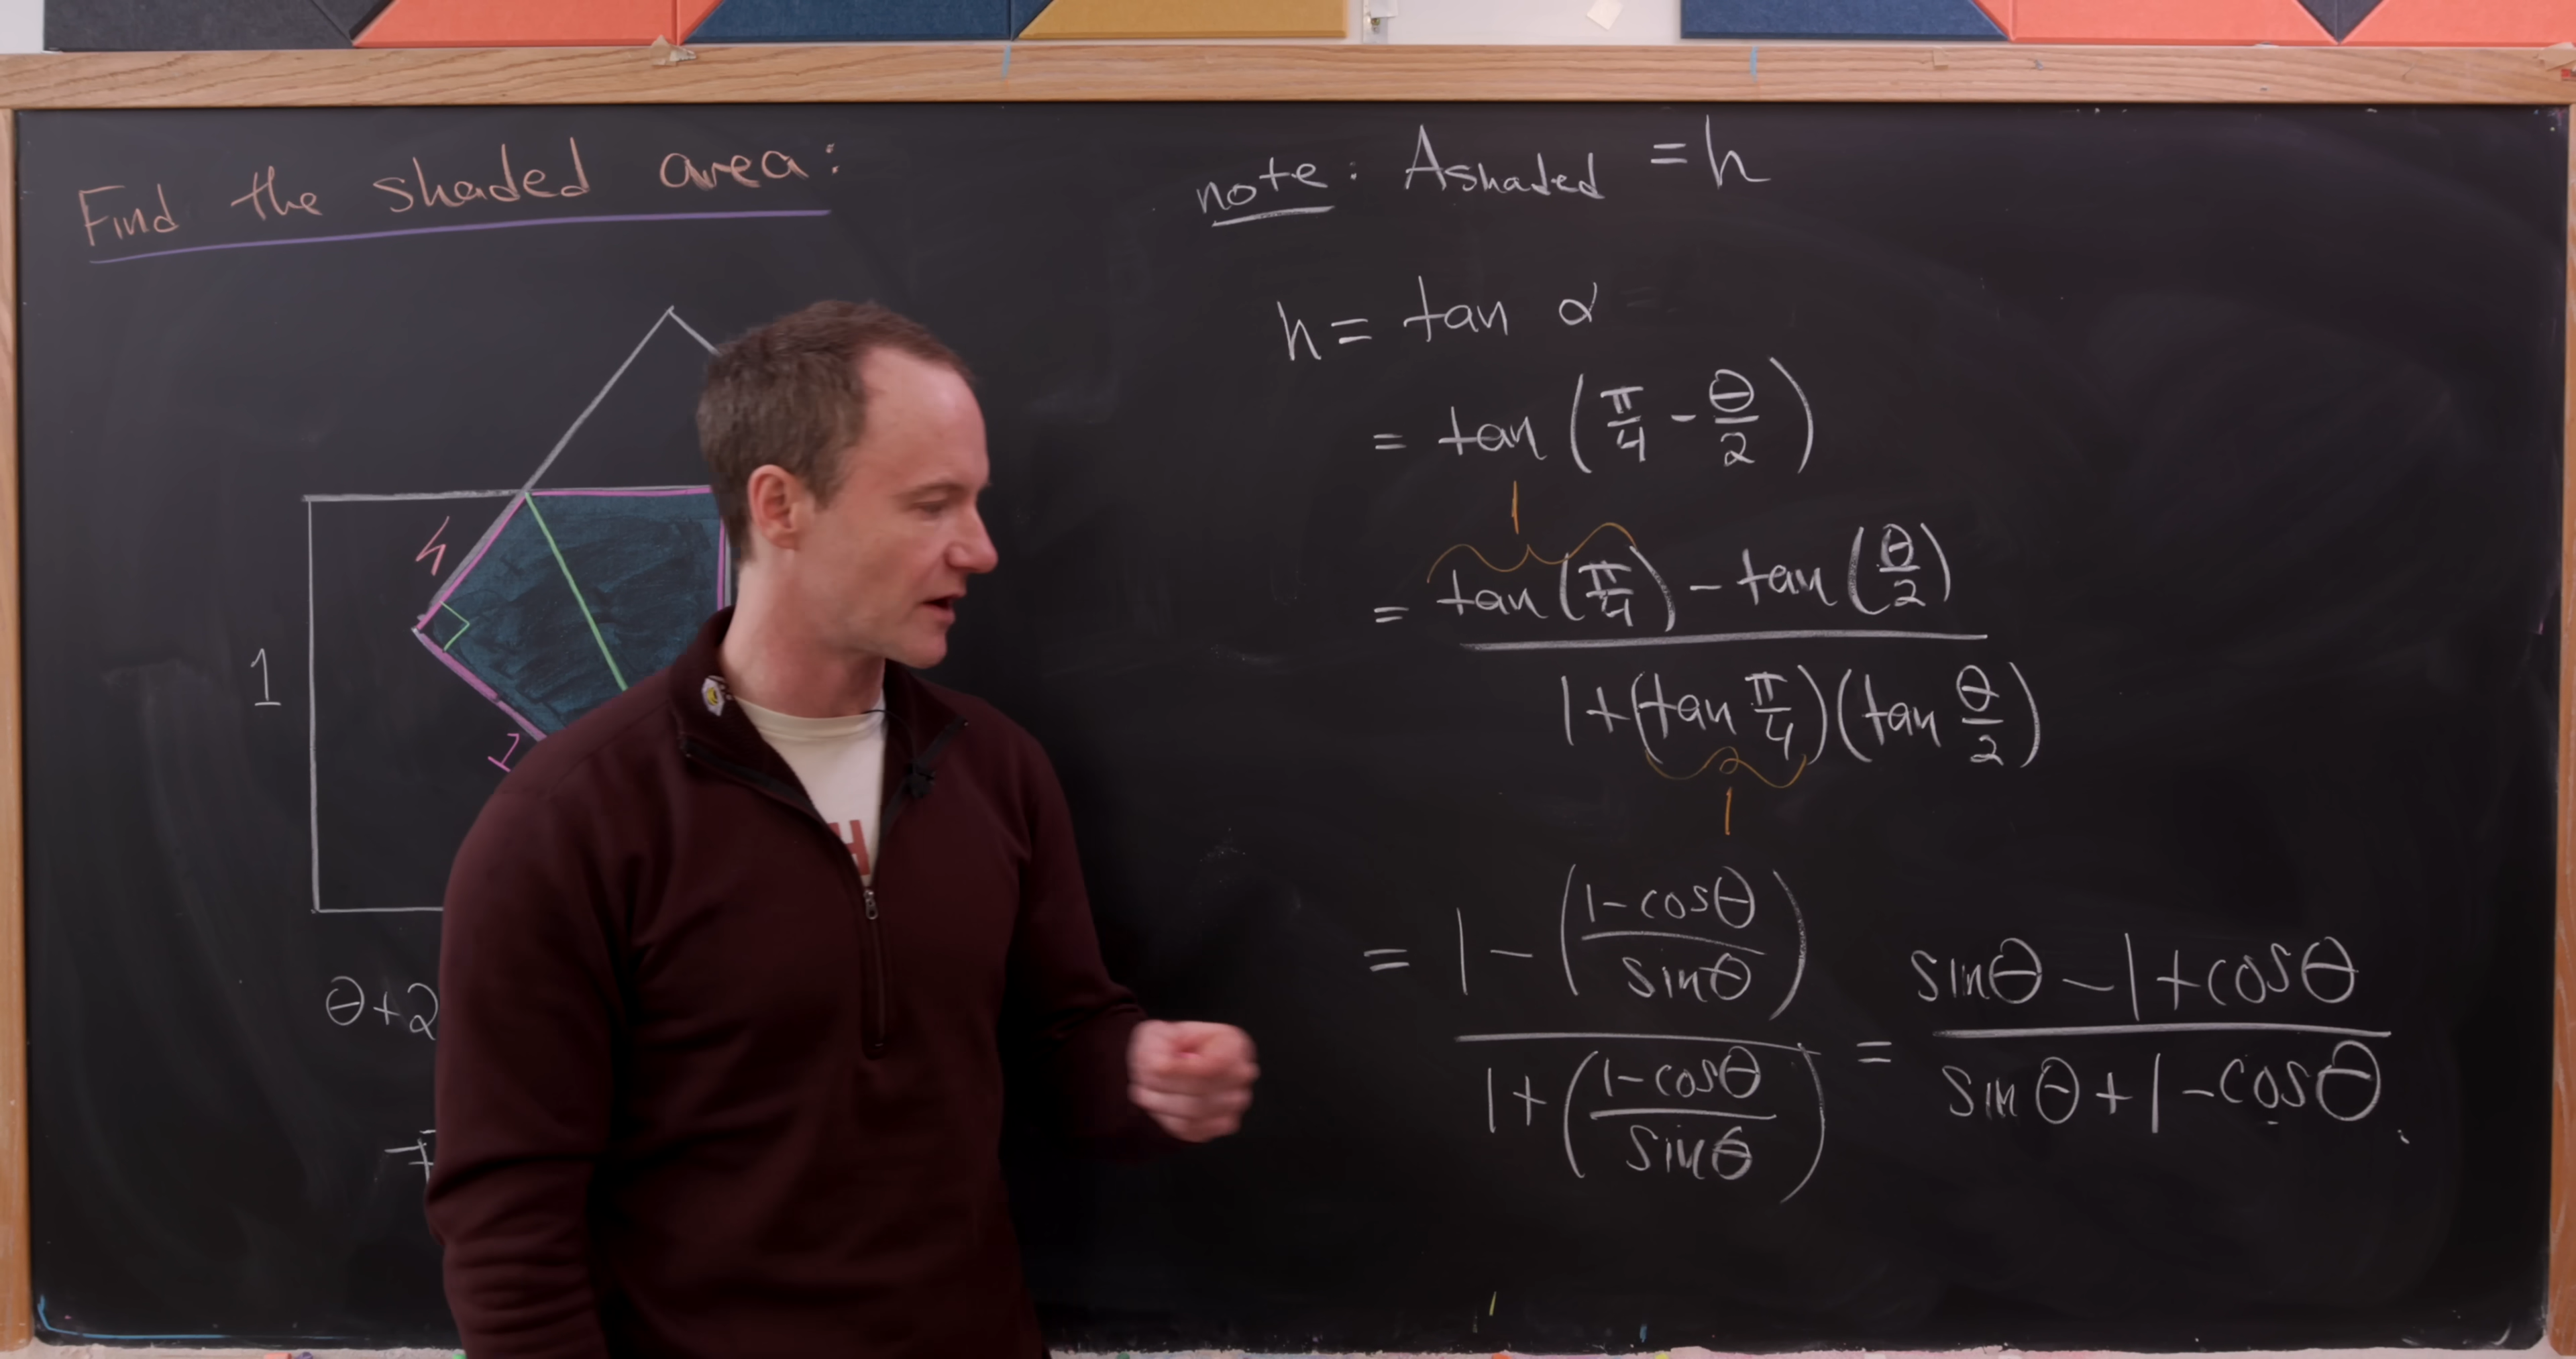 Find the shaded area:
h
1
1
θ+2
note: Ashaded = h
h = tan α
= tan (π/4 - θ/2)
1
= tan(π/4) - tan(θ/2)
1+(tan π/4)(tan θ/2)
1
= 1-((1-cosθ)/sinθ)
1+((1-cosθ)/sinθ)
= sinθ-1+cosθ
sinθ+1-cosθ.
H